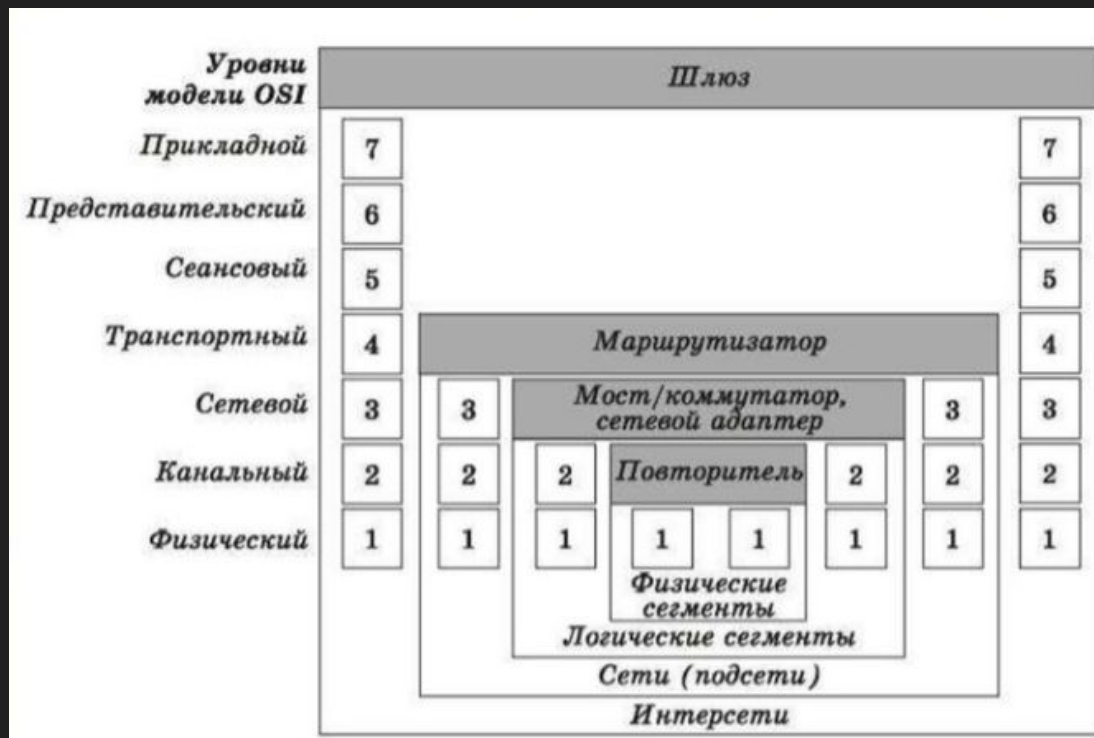 Уровни
модели OSI
Шлюз
Прикладной 7 7
Представительский 6 6
Сеансовый 5 5
Транспортный 4 Маршрутизатор 4
Сетевой 3 3 Мост/коммутатор,
сетевой адаптер 3 3
Канальный 2 2 2 Повторитель 2 2 2
Физический 1 1 1 1 1 1 1 1
Физические
сегменты
Логические сегменты
Сети (подсети)
Интерсети